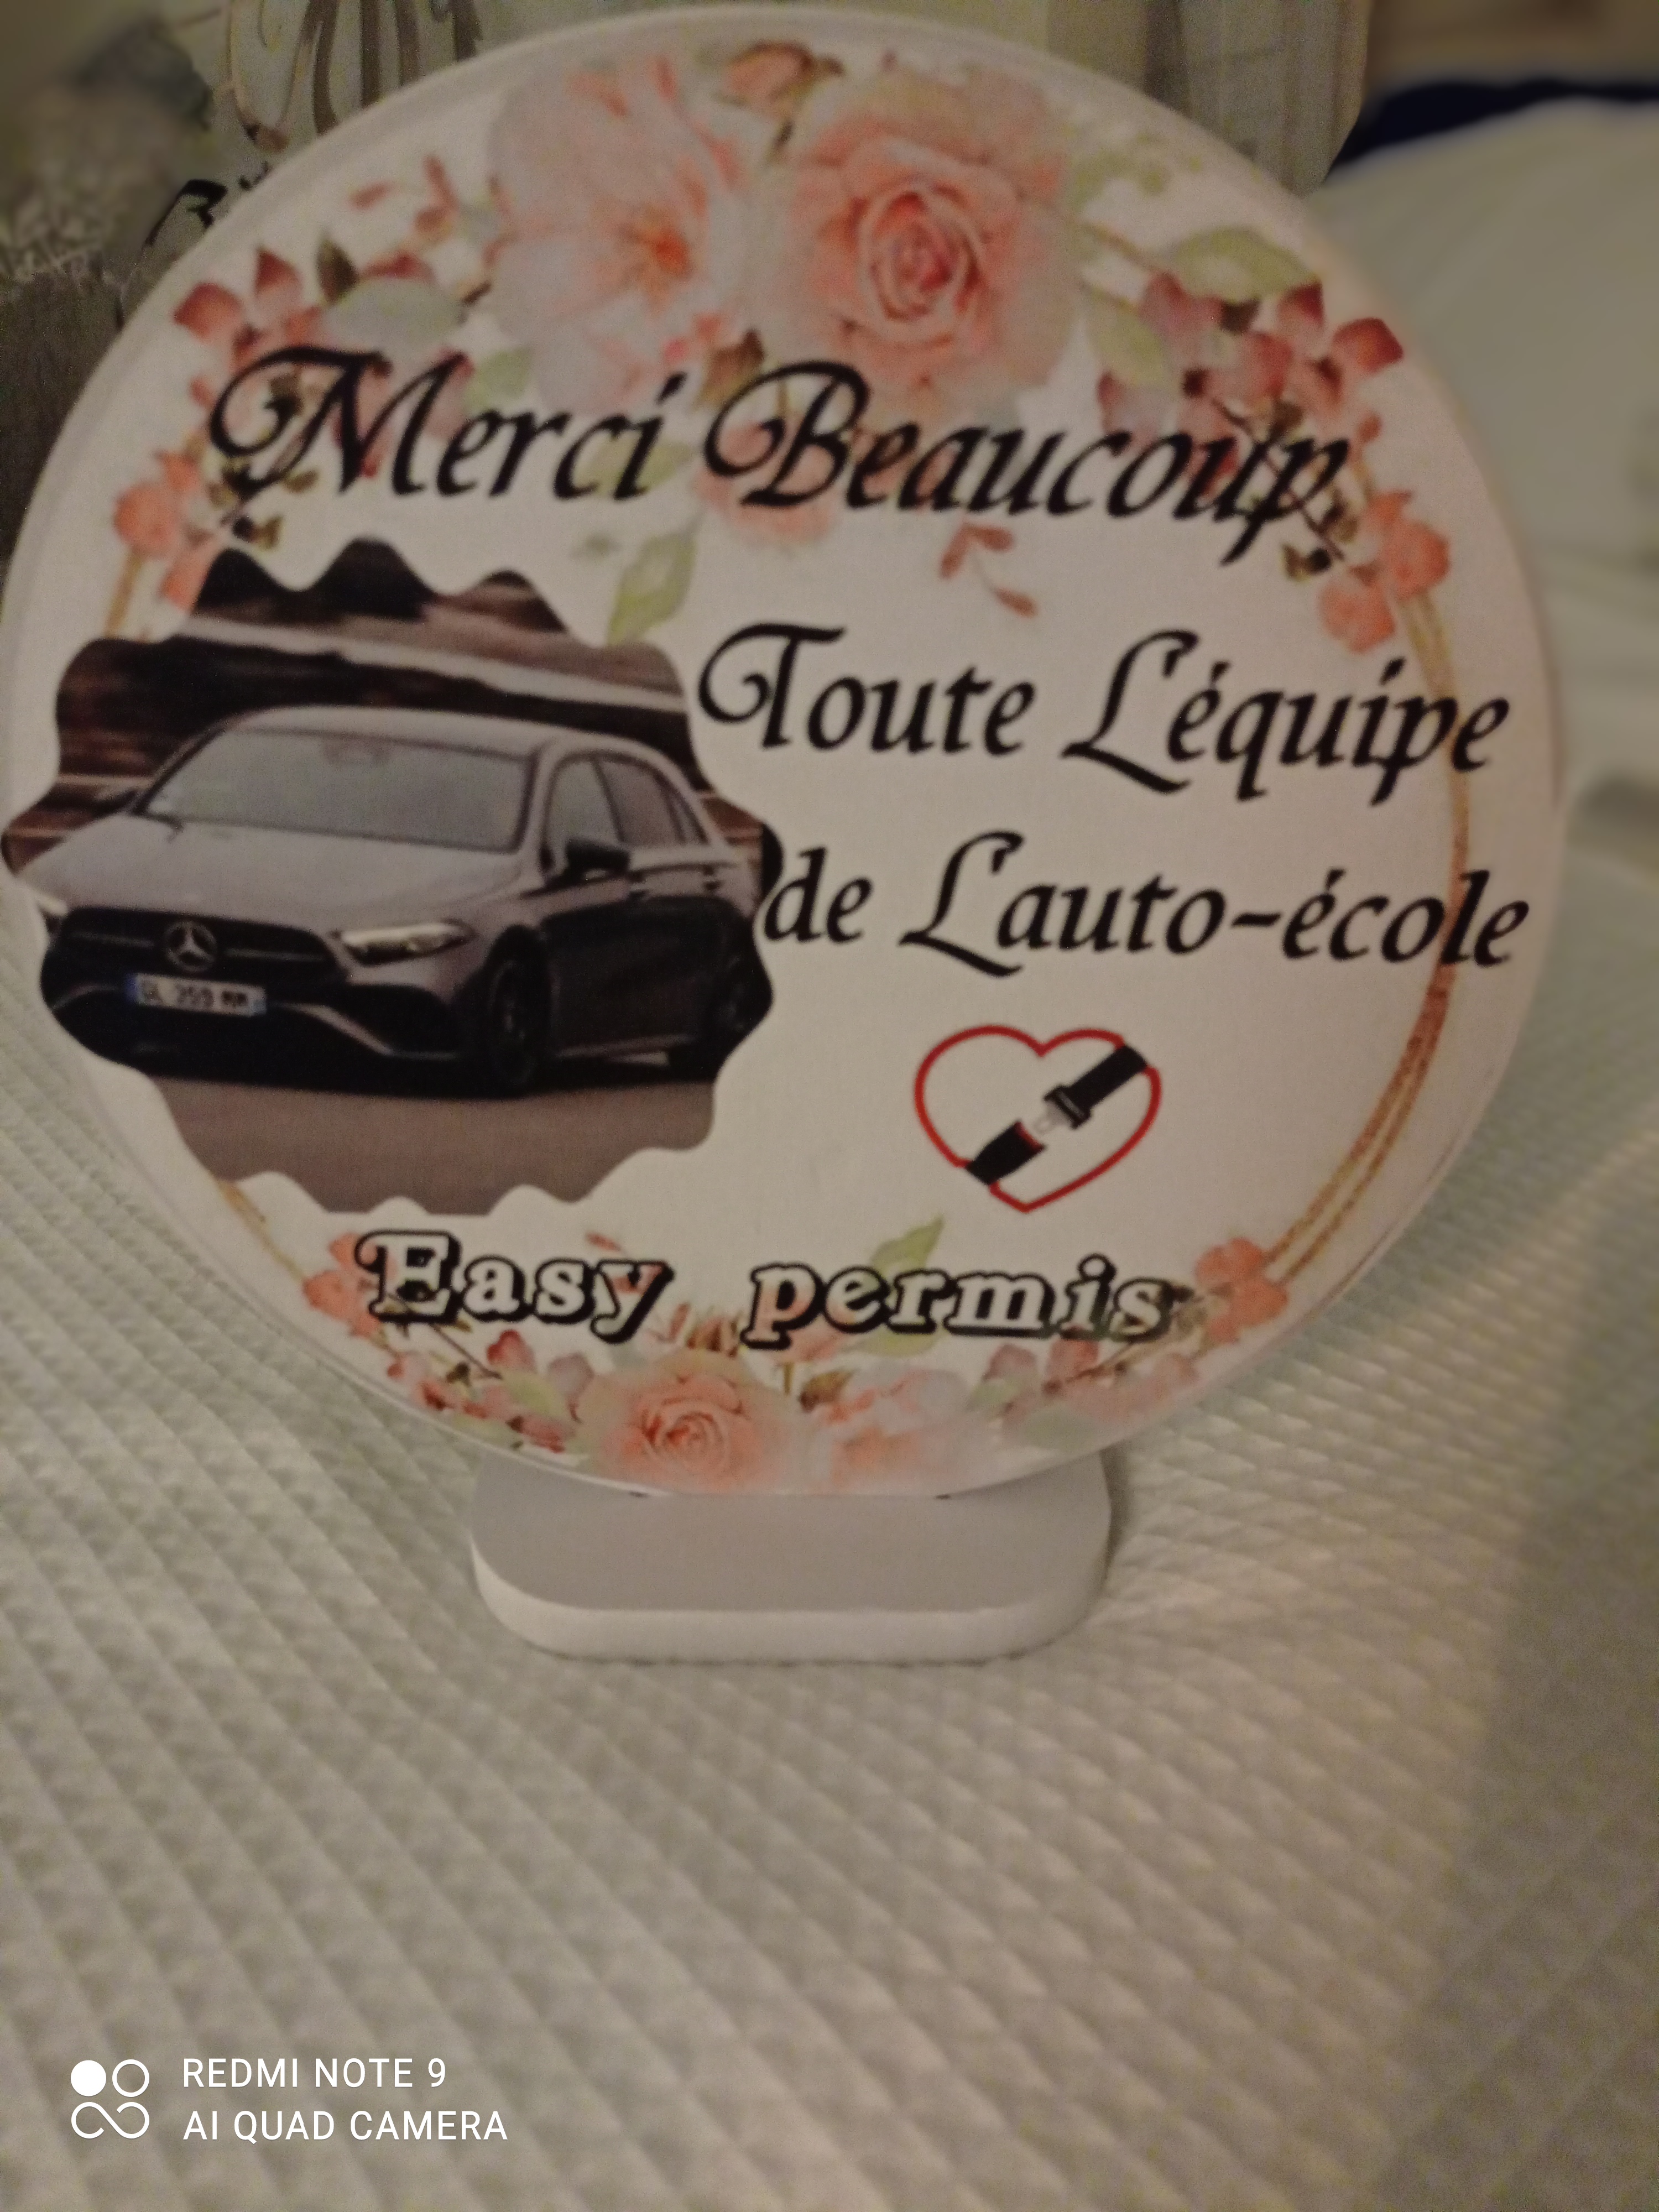 Merci Beaucoup
Toute L'équipe
de L'auto-école
Easy permis
REDMI NOTE 9
AI QUAD CAMERA